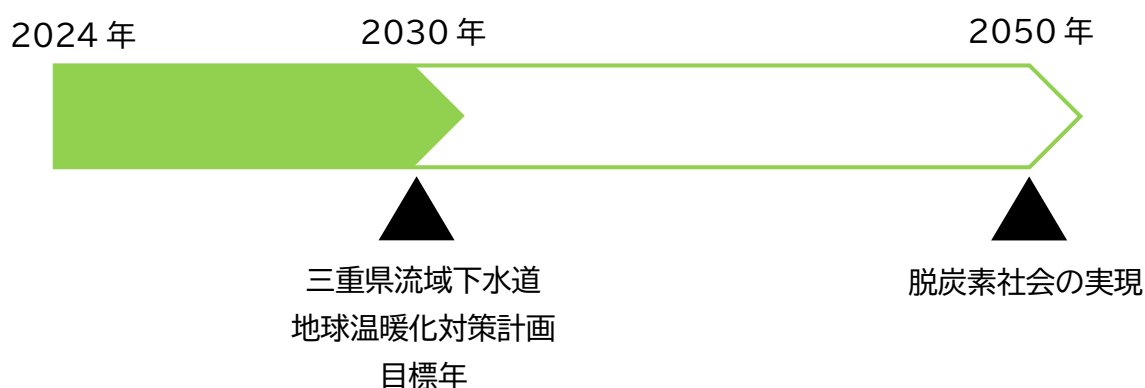 2024 年
2030 年
2050 年
三重県流域下水道
地球温暖化対策計画
目標年
脱炭素社会の実現